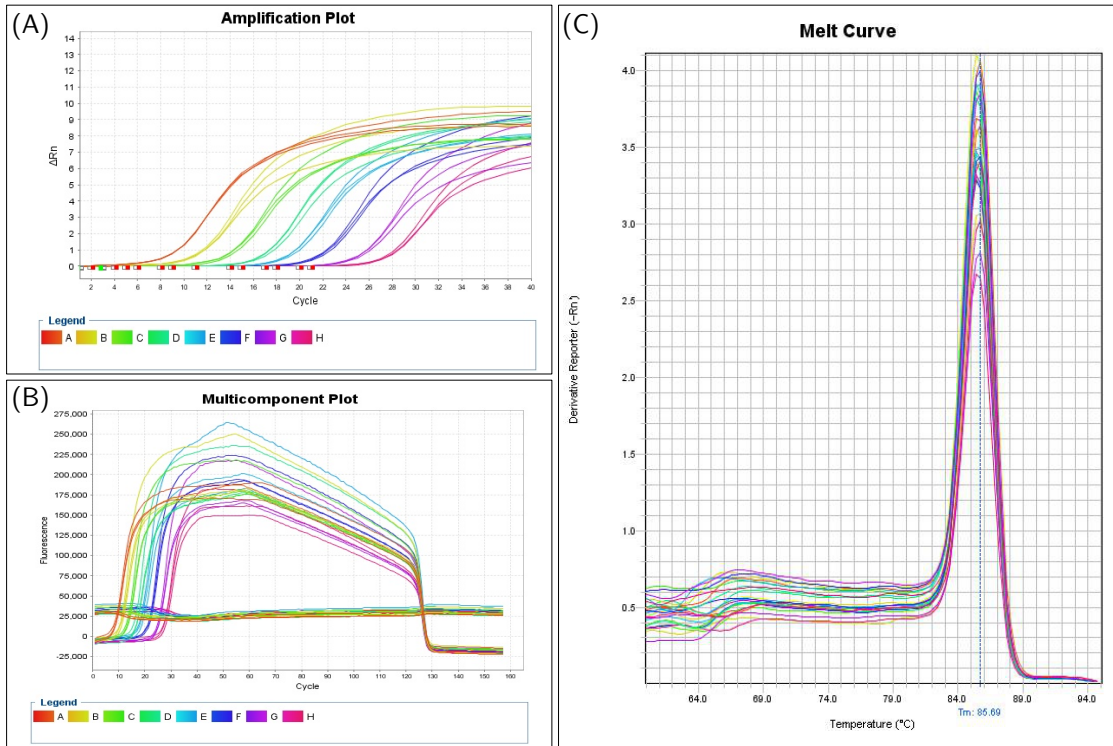 (A)
Amplification Plot
14
13
12
11
10
9
8
7
6
5
4
3
2
1
0
ΔRn
2 4 6 8 10 12 14 16 18 20 22 24 26 28 30 32 34 36 38 40
Cycle
Legend
A B C D E F G H
(B)
Multicomponent Plot
275,000
250,000
225,000
200,000
175,000
150,000
125,000
100,000
75,000
50,000
25,000
0
-25,000
Fluorescence
0 10 20 30 40 50 60 70 80 90 100 110 120 130 140 150 160
Cycle
Legend
A B C D E F G H
(C)
Melt Curve
4.0
3.5
3.0
2.5
2.0
1.5
1.0
0.5
Derivative Reporter (-Rn')
64.0 69.0 74.0 79.0 84.0 89.0 94.0
Tm: 85.69
Temperature (°C)